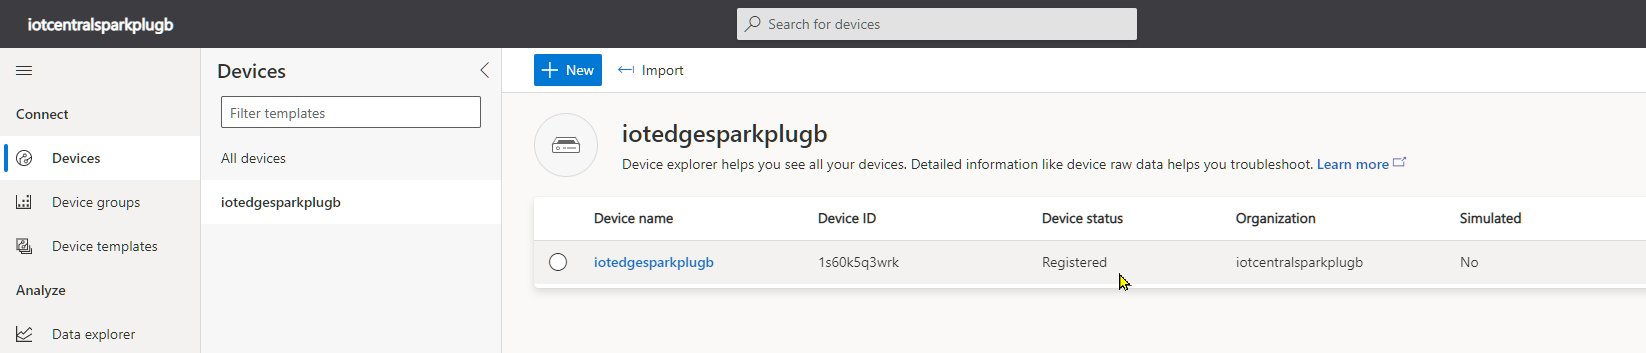 iotcentralsparkplugb
Search for devices
Connect
Devices
Device groups
Device templates
Analyze
Data explorer
Devices
Filter templates
All devices
iotedgesparkplugb
New
Import
iotedgesparkplugb
Device explorer helps you see all your devices. Detailed information like device raw data helps you troubleshoot. Learn more
Device name Device ID Device status Organization Simulated
iotedgesparkplugb 1s60k5q3wrk Registered iotcentralsparkplugb No